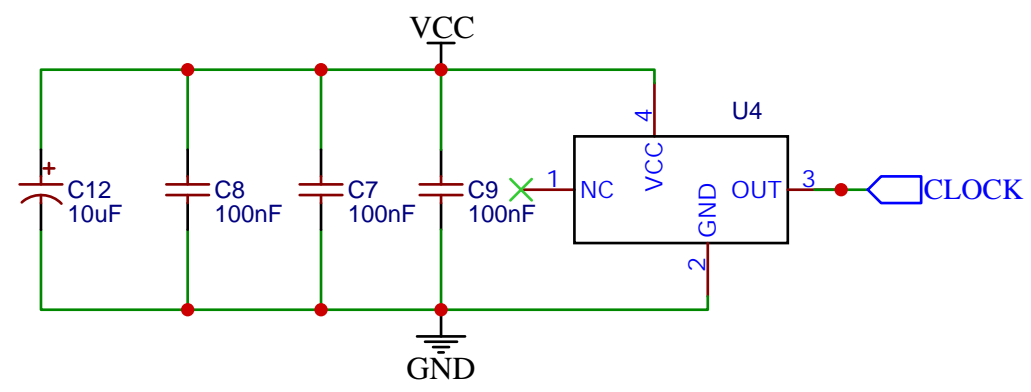 VCC
U4
4
C12
10uF
+
C8
100nF
C7
100nF
C9
100nF
1
NC
VCC
GND
OUT
3
CLOCK
2
GND